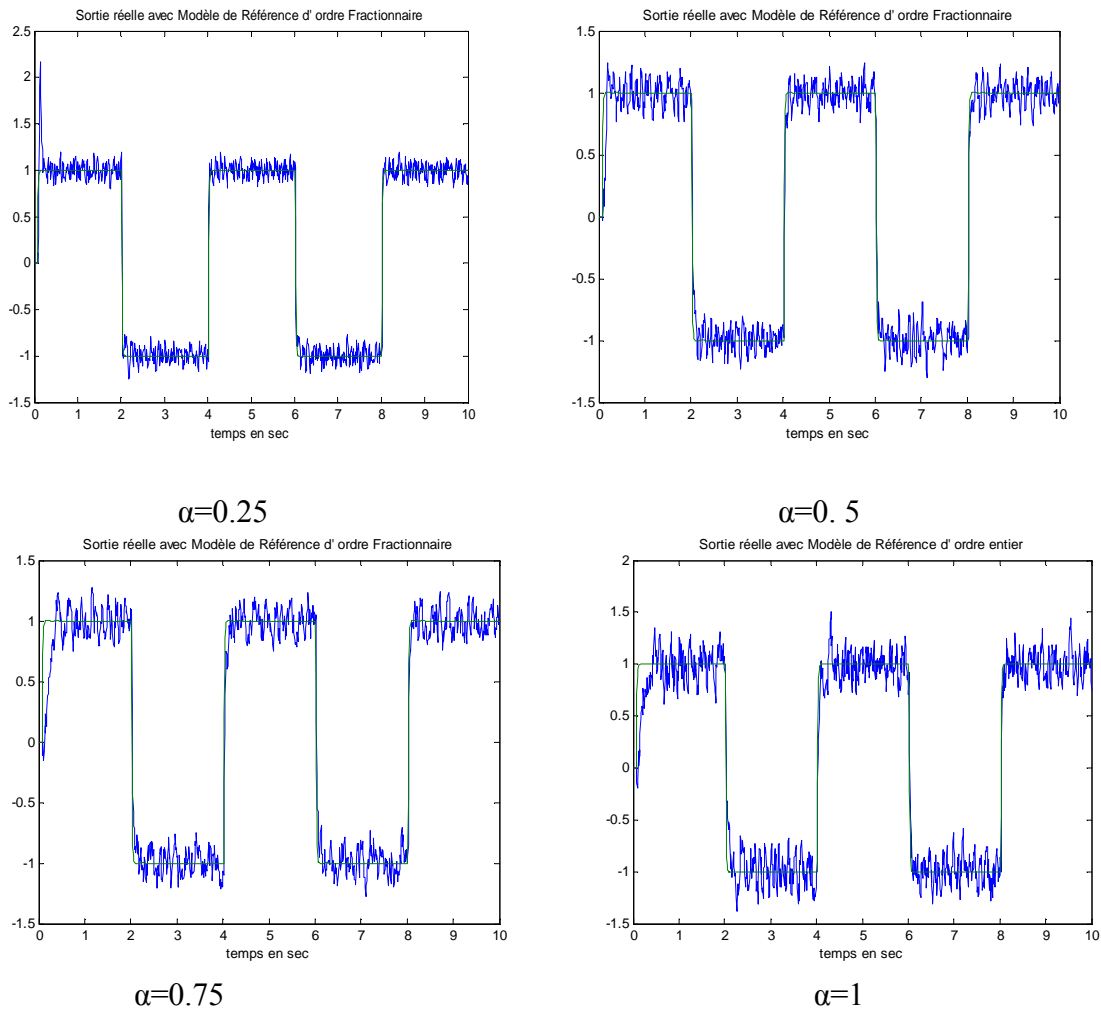 Sortie réelle avec Modèle de Référence d' ordre Fractionnaire
2.5
2
1.5
1
0.5
0
-0.5
-1
-1.5
0 1 2 3 4 5 6 7 8 9 10
temps en sec
α=0.25
Sortie réelle avec Modèle de Référence d' ordre Fractionnaire
1.5
1
0.5
0
-0.5
-1
-1.5
0 1 2 3 4 5 6 7 8 9 10
temps en sec
α=0. 5
Sortie réelle avec Modèle de Référence d' ordre Fractionnaire
1.5
1
0.5
0
-0.5
-1
-1.5
0 1 2 3 4 5 6 7 8 9 10
temps en sec
α=0.75
Sortie réelle avec Modèle de Référence d' ordre entier
2
1.5
1
0.5
0
-0.5
-1
-1.5
0 1 2 3 4 5 6 7 8 9 10
temps en sec
α=1